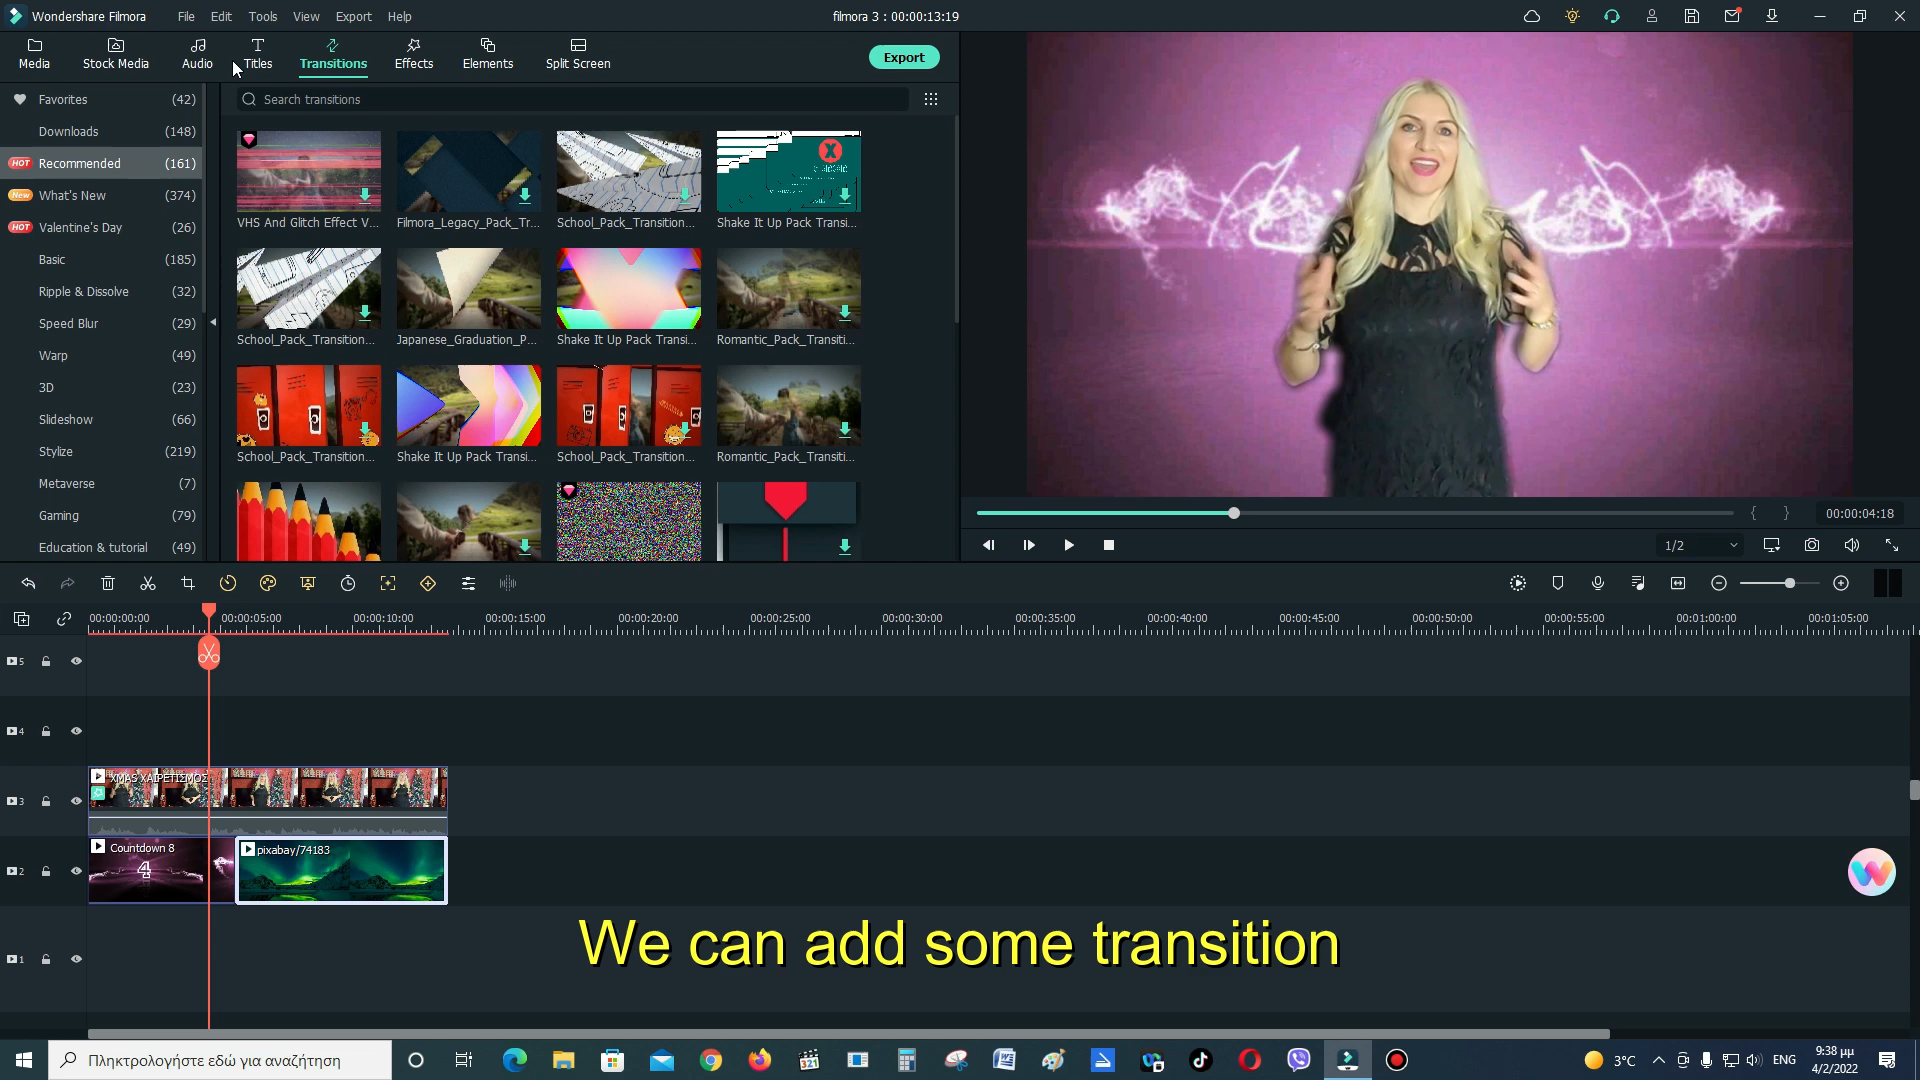 Wondershare Filmora
File Edit Tools View Export Help
filmora 3 : 00:00:13:19
Media
Stock Media
Audio
Titles
Transitions
Effects
Elements
Split Screen
Export
Favorites (42)
Downloads (148)
HOT Recommended (161)
New What's New (374)
HOT Valentine's Day (26)
Basic (185)
Ripple & Dissolve (32)
Speed Blur (29)
Warp (49)
3D (23)
Slideshow (66)
Stylize (219)
Metaverse (7)
Gaming (79)
Education & tutorial (49)
Search transitions
VHS And Glitch Effect V...
Filmora_Legacy_Pack_Tr...
School_Pack_Transition...
Shake It Up Pack Transi...
School_Pack_Transition...
Japanese_Graduation_P...
Shake It Up Pack Transi...
Romantic_Pack_Transiti...
School_Pack_Transition...
Shake It Up Pack Transi...
School_Pack_Transition...
Romantic_Pack_Transiti...
00:00:04:18
1/2
00:00:00:00 00:00:05:00 00:00:10:00 00:00:15:00 00:00:20:00 00:00:25:00 00:00:30:00 00:00:35:00 00:00:40:00 00:00:45:00 00:00:50:00 00:00:55:00 00:01:00:00 00:01:05:00
5
4
3
XMAS ΧΑΙΡΕΤΙΣΜΟΣ
2
Countdown 8
4
pixabay/74183
1
We can add some transition
Πληκτρολογήστε εδώ για αναζήτηση
321
3°C
ENG
9:38 μμ
4/2/2022